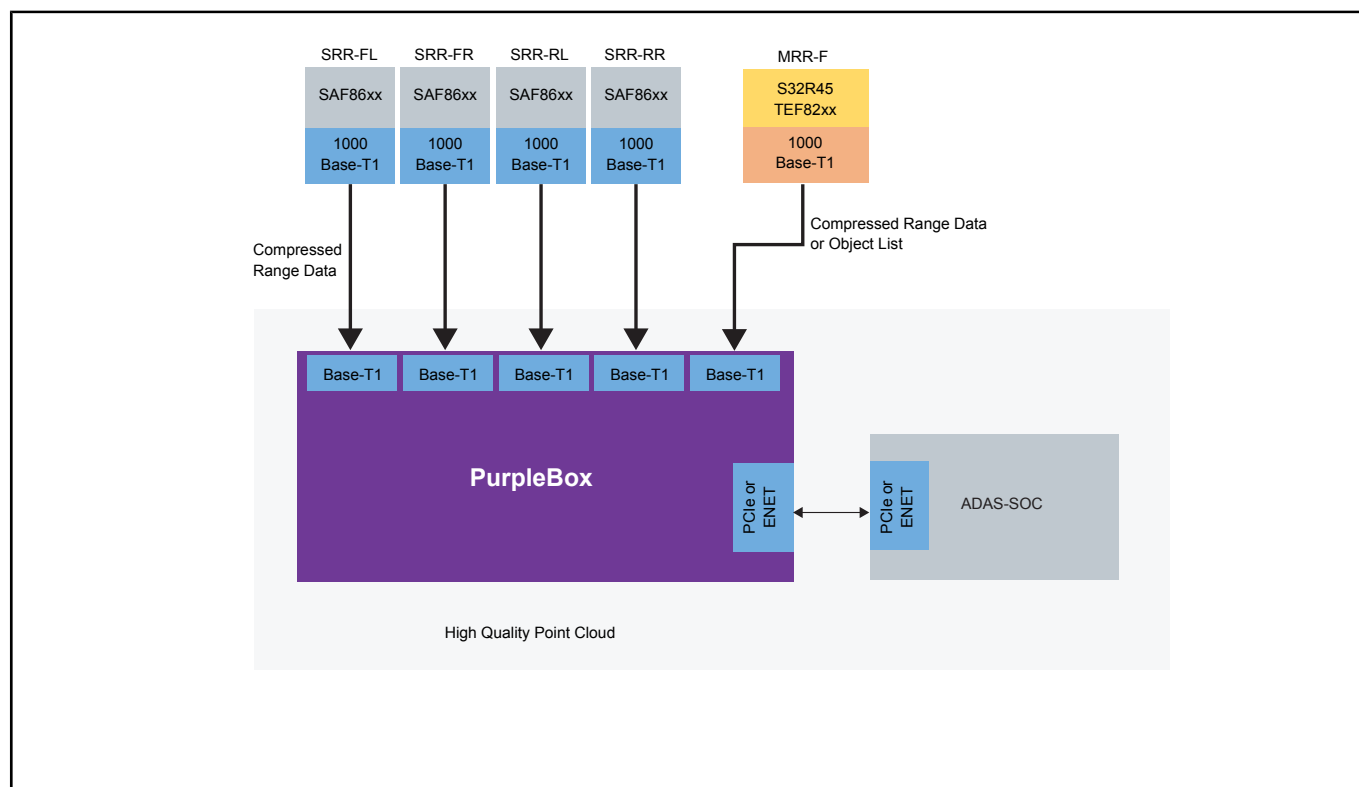 SRR-FL
SRR-FR
SRR-RL
SRR-RR
MRR-F
SAF86xx
SAF86xx
SAF86xx
SAF86xx
S32R45
TEF82xx
1000
Base-T1
1000
Base-T1
1000
Base-T1
1000
Base-T1
1000
Base-T1
Compressed
Range Data
Compressed Range Data
or Object List
Base-T1
Base-T1
Base-T1
Base-T1
Base-T1
PurpleBox
PCIe or
ENET
PCIe or
ENET
ADAS-SOC
High Quality Point Cloud